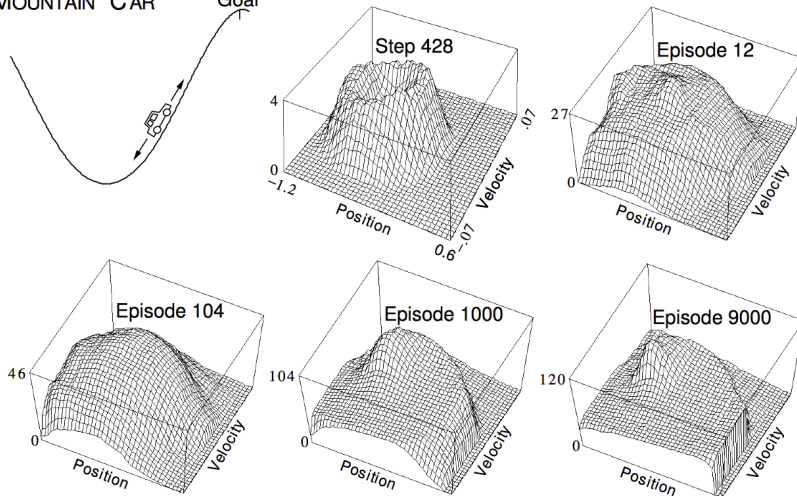 MOUNTAIN CAR
Goal
Step 428
4
0
−1.2
Position
0.6
−.07
Velocity
.07
Episode 12
27
0
Position
Velocity
Episode 104
46
0
Position
Velocity
Episode 1000
104
0
Position
Velocity
Episode 9000
120
0
Position
Velocity